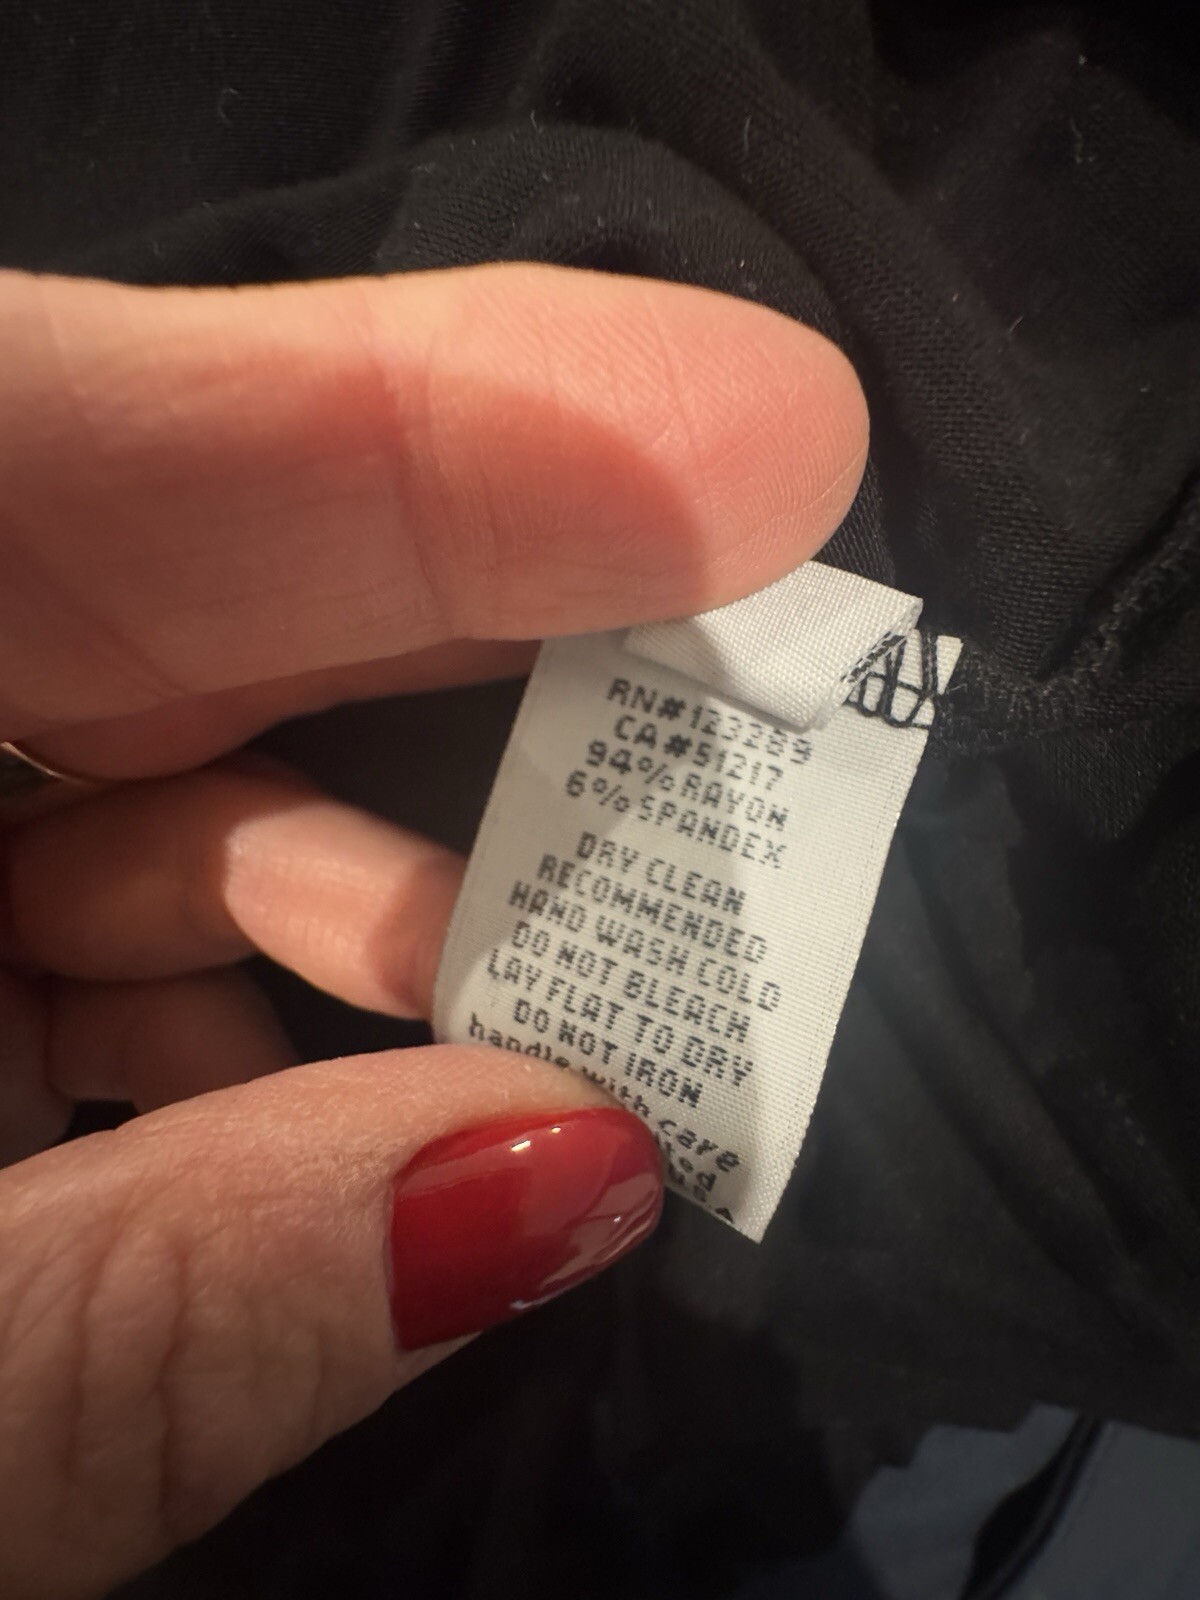 RN#123289
CA#51217
94%RAYON
6%SPANDEX
DRY CLEAN
RECOMMENDED
HAND WASH COLD
DO NOT BLEACH
LAY FLAT TO DRY
DO NOT IRON
handle with care